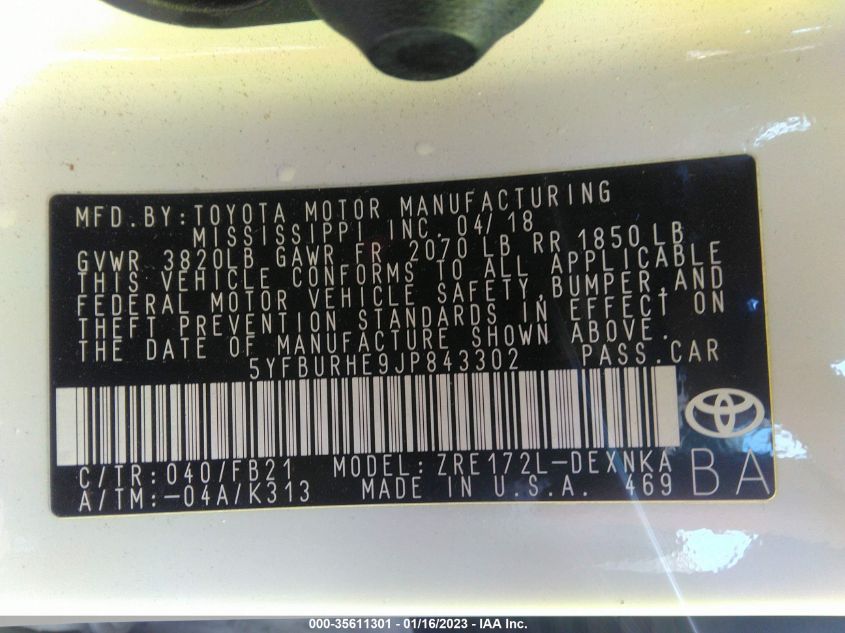 MFD.BY:TOYOTA MOTOR MANUFACTURING
MISSISSIPPI INC. 04/18
GVWR 3820LB GAWR FR 2070 LB RR 1850 LB
THIS VEHICLE CONFORMS TO ALL APPLICABLE
FEDERAL MOTOR VEHICLE SAFETY,BUMPER,AND
THEFT PREVENTION STANDARDS IN EFFECT ON
THE DATE OF MANUFACTURE SHOWN ABOVE.
5YFBURHE9JP843302 PASS.CAR
C/TR:040/FB21 MODEL:ZRE172L-DEXNKA
A/TM:-04A/K313 MADE IN U.S.A. 469
BA
000-35611301 - 01/16/2023 - IAA Inc.